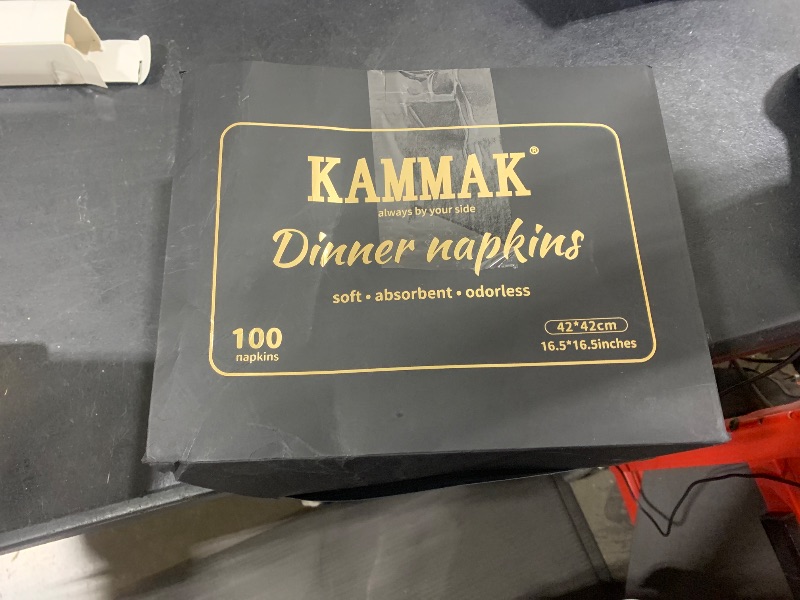 KAMMAK®
always by your side
Dinner napkins
soft • absorbent • odorless
100
napkins
42*42cm
16.5*16.5inches